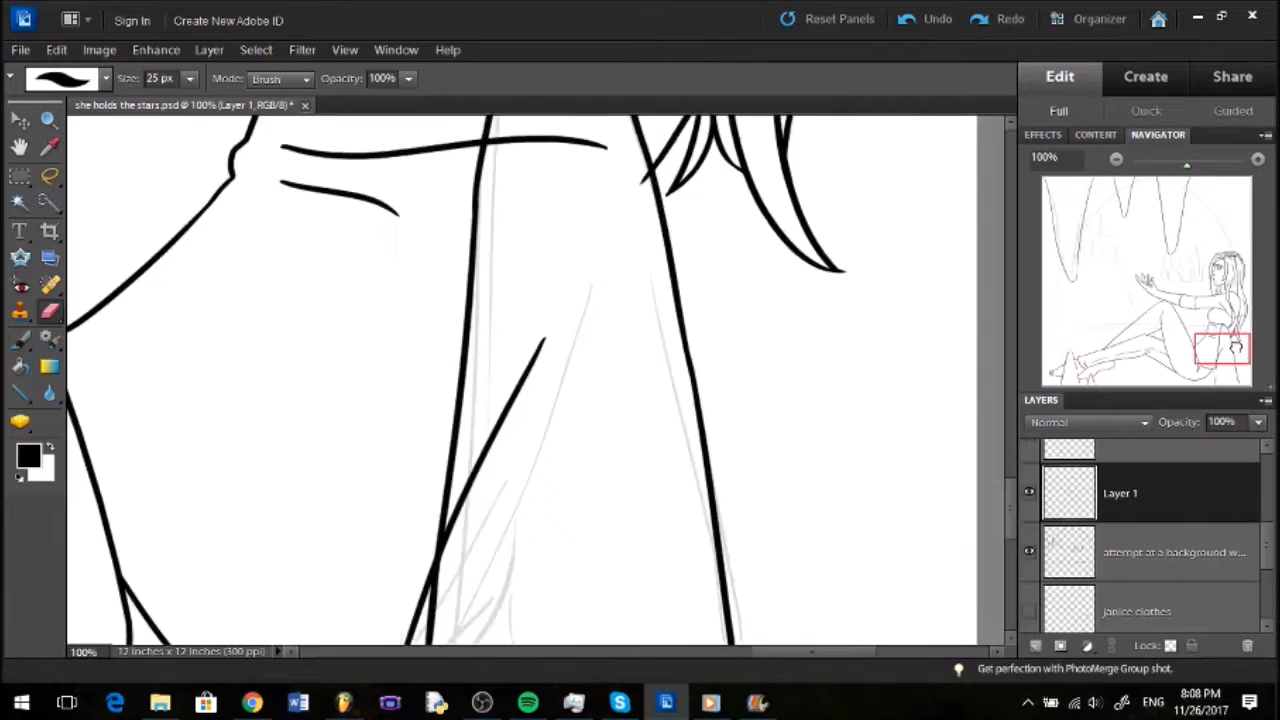 Sign In Create New Adobe ID Reset Panels Undo Redo Organizer
File Edit Image Enhance Layer Select Filter View Window Help
Size: 25 px Mode: Brush Opacity: 100% Edit Create Share
she holds the stars.psd @ 100% (Layer 1, RGB/8) * Full Quick Guided
EFFECTS CONTENT NAVIGATOR
100%
LAYERS
Normal Opacity: 100%
Layer 1
attempt at a background w...
janice clothes
100% 12 inches x 12 inches (300 ppi) Lock:
Get perfection with PhotoMerge Group shot.
ENG 8:08 PM
11/26/2017